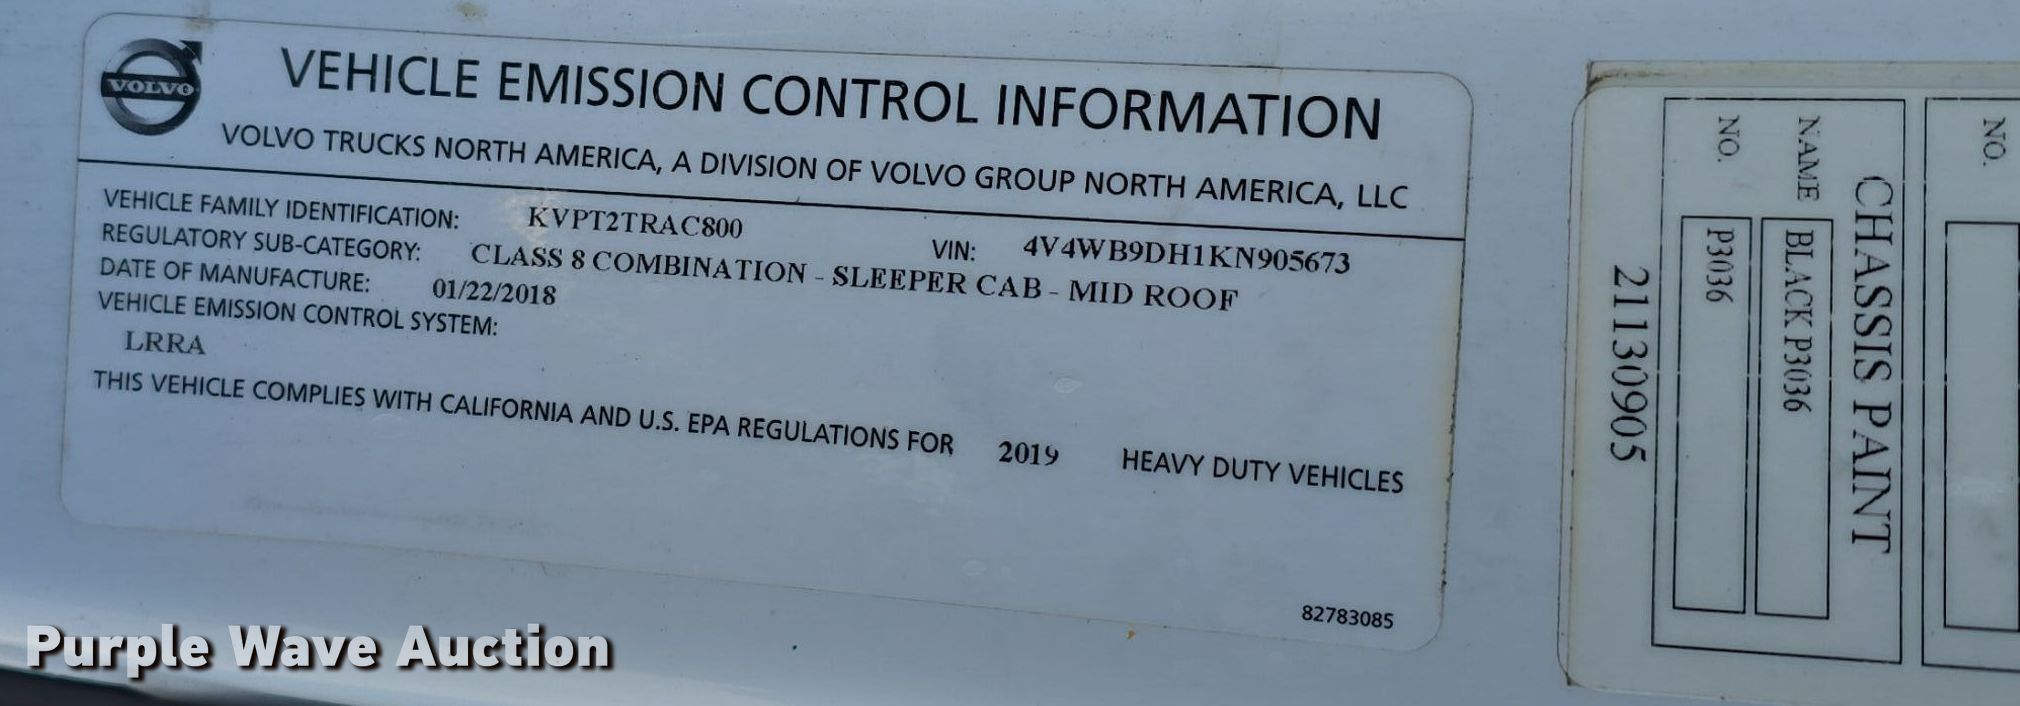 VOLVO
VEHICLE EMISSION CONTROL INFORMATION
VOLVO TRUCKS NORTH AMERICA, A DIVISION OF VOLVO GROUP NORTH AMERICA, LLC
VEHICLE FAMILY IDENTIFICATION: KVPT2TRAC800 VIN: 4V4WB9DH1KN905673
REGULATORY SUB-CATEGORY: CLASS 8 COMBINATION - SLEEPER CAB - MID ROOF
DATE OF MANUFACTURE: 01/22/2018
VEHICLE EMISSION CONTROL SYSTEM:
LRRA
THIS VEHICLE COMPLIES WITH CALIFORNIA AND U.S. EPA REGULATIONS FOR 2019 HEAVY DUTY VEHICLES
82783085
NO.
CHASSIS PAINT
NAME BLACK P3036
NO. P3036
21130905
Purple Wave Auction